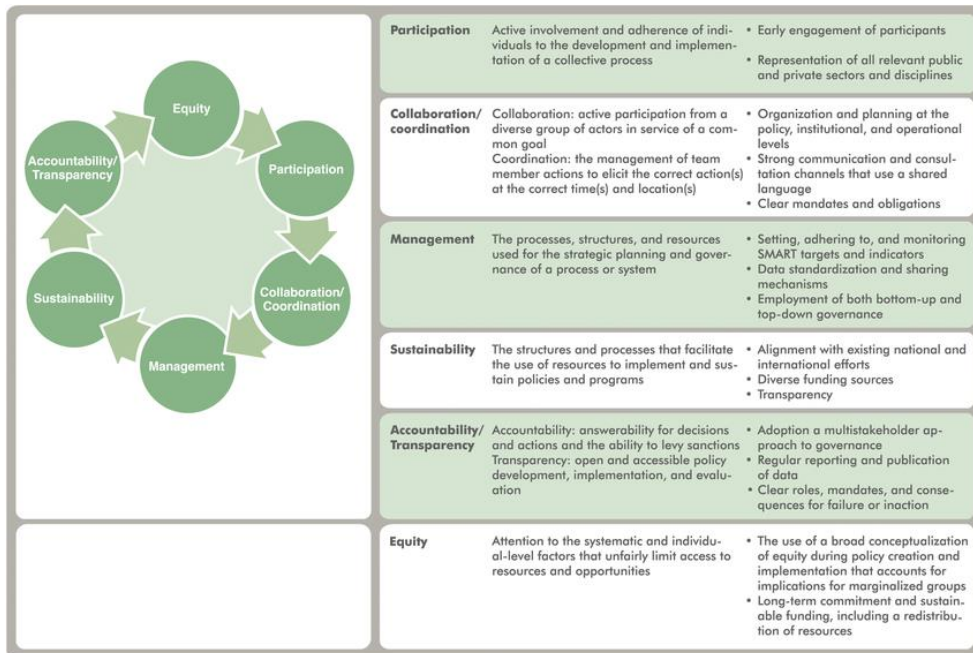 Equity
Participation
Collaboration/
Coordination
Management
Sustainability
Accountability/
Transparency
Participation
Active involvement and adherence of indi-
viduals to the development and implemen-
tation of a collective process
• Early engagement of participants
• Representation of all relevant public
and private sectors and disciplines
Collaboration/
coordination
Collaboration: active participation from a
diverse group of actors in service of a com-
mon goal
Coordination: the management of team
member actions to elicit the correct action(s)
at the correct time(s) and location(s)
• Organization and planning at the
policy, institutional, and operational
levels
• Strong communication and consul-
tation channels that use a shared
language
• Clear mandates and obligations
Management
The processes, structures, and resources
used for the strategic planning and gover-
nance of a process or system
• Setting, adhering to, and monitoring
SMART targets and indicators
• Data standardization and sharing
mechanisms
• Employment of both bottom-up and
top-down governance
Sustainability
The structures and processes that facilitate
the use of resources to implement and sus-
tain policies and programs
• Alignment with existing national and
international efforts
• Diverse funding sources
• Transparency
Accountability/
Transparency
Accountability: answerability for decisions
and actions and the ability to levy sanctions
Transparency: open and accessible policy
development, implementation, and evalu-
ation
• Adoption a multistakeholder ap-
proach to governance
• Regular reporting and publication
of data
• Clear roles, mandates, and conse-
quences for failure or inaction
Equity
Attention to the systematic and individ-
ual-level factors that unfairly limit access to
resources and opportunities
• The use of a broad conceptualization
of equity during policy creation and
implementation that accounts for
implications for marginalized groups
• Long-term commitment and sustain-
able funding, including a redistribu-
tion of resources